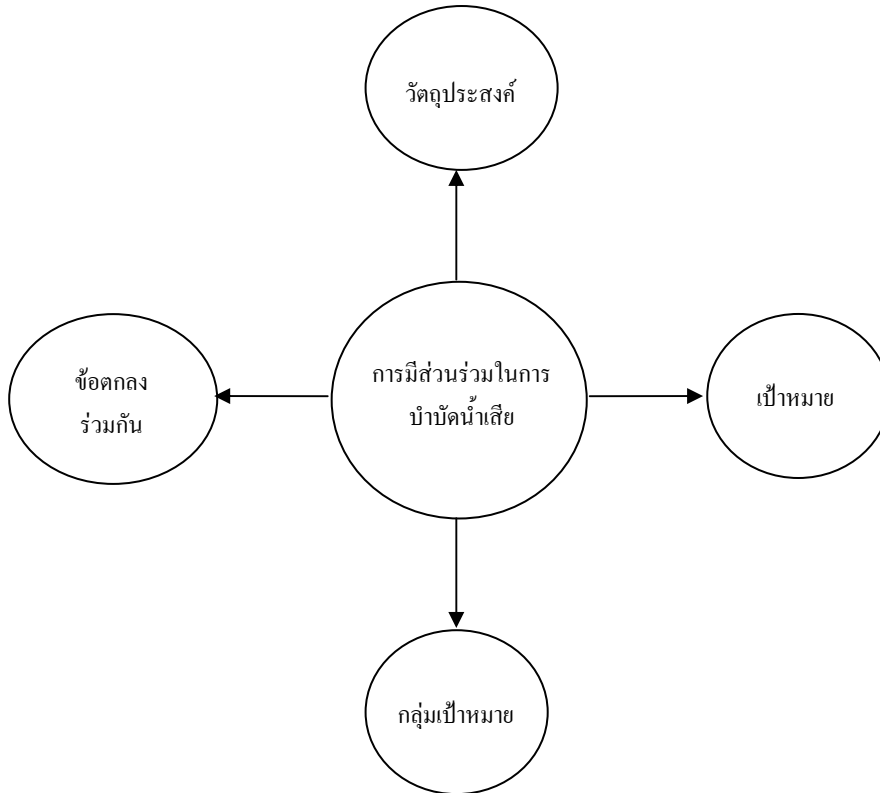 วัตถุประสงค์
ข้อตกลง
ร่วมกัน
การมีส่วนร่วมในการ
บำบัดน้ำเสีย
เป้าหมาย
กลุ่มเป้าหมาย